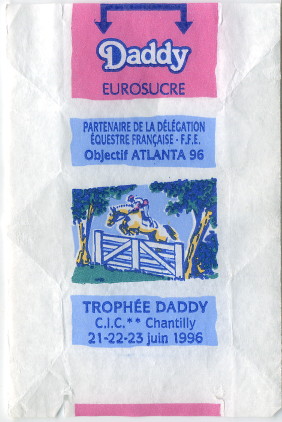 Daddy
EUROSUCRE
PARTENAIRE DE LA DÉLÉGATION
ÉQUESTRE FRANÇAISE - F.F.E.
Objectif ATLANTA 96
TROPHÉE DADDY
C.I.C.** Chantilly
21-22-23 juin 1996